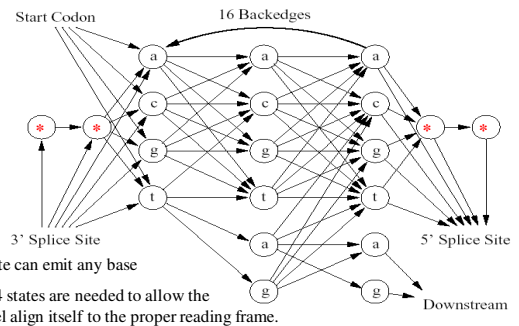 Start Codon
16 Backedges
a a a
c c c
* * g g g * *
t t t
3' Splice Site
a a
5' Splice Site
te can emit any base
g g
4 states are needed to allow the
Downstream
el align itself to the proper reading frame.